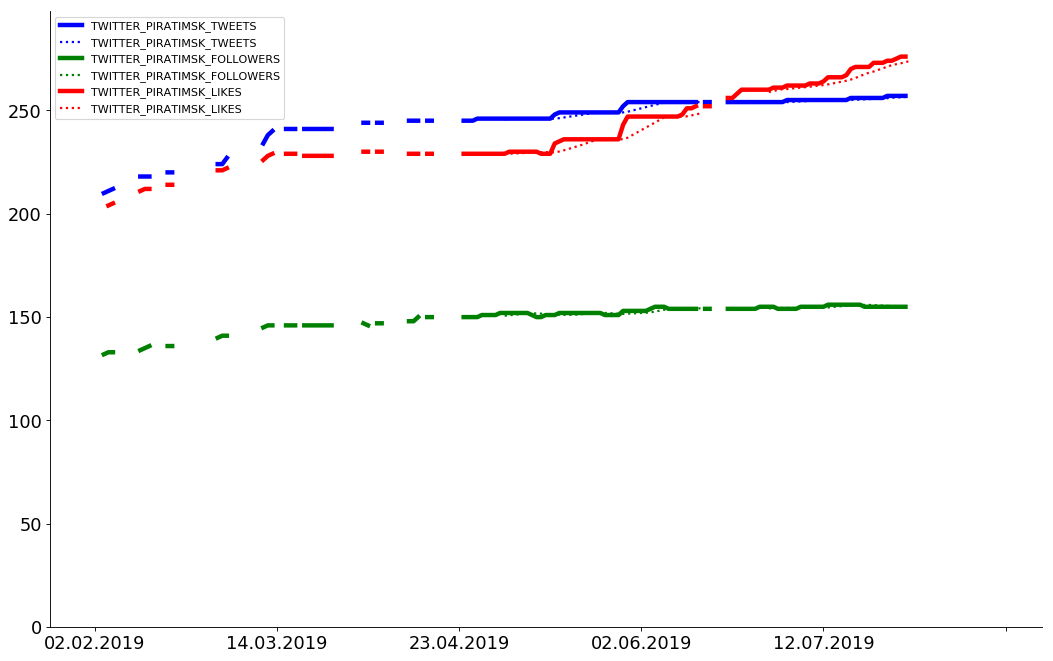 TWITTER_PIRATIMSK_TWEETS
TWITTER_PIRATIMSK_TWEETS
TWITTER_PIRATIMSK_FOLLOWERS
TWITTER_PIRATIMSK_FOLLOWERS
TWITTER_PIRATIMSK_LIKES
TWITTER_PIRATIMSK_LIKES
250
200
150
100
50
0
02.02.2019 14.03.2019 23.04.2019 02.06.2019 12.07.2019